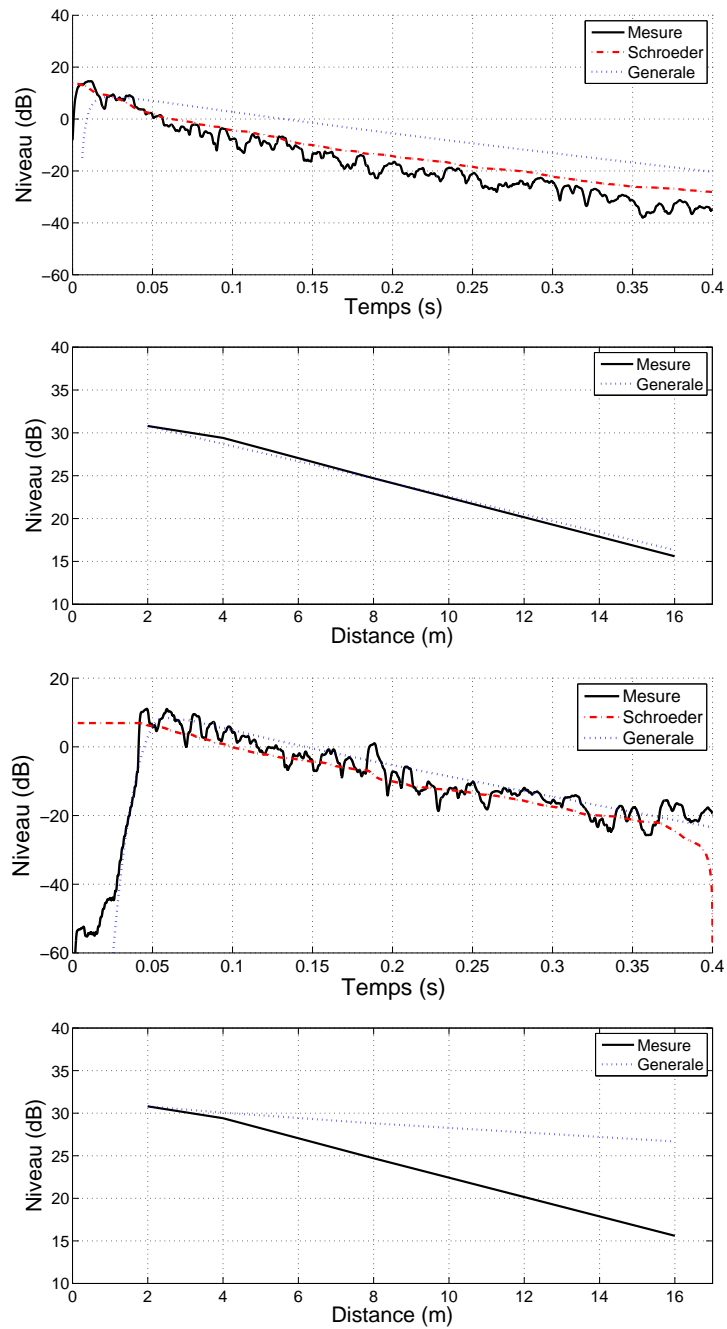 40
20
0
−20
−40
−60
Niveau (dB)
Mesure
Schroeder
Generale
0 0.05 0.1 0.15 0.2 0.25 0.3 0.35 0.4
Temps (s)
40
35
30
25
20
15
10
Niveau (dB)
Mesure
Generale
0 2 4 6 8 10 12 14 16
Distance (m)
20
0
−20
−40
−60
Niveau (dB)
Mesure
Schroeder
Generale
0 0.05 0.1 0.15 0.2 0.25 0.3 0.35 0.4
Temps (s)
40
35
30
25
20
15
10
Niveau (dB)
Mesure
Generale
0 2 4 6 8 10 12 14 16
Distance (m)